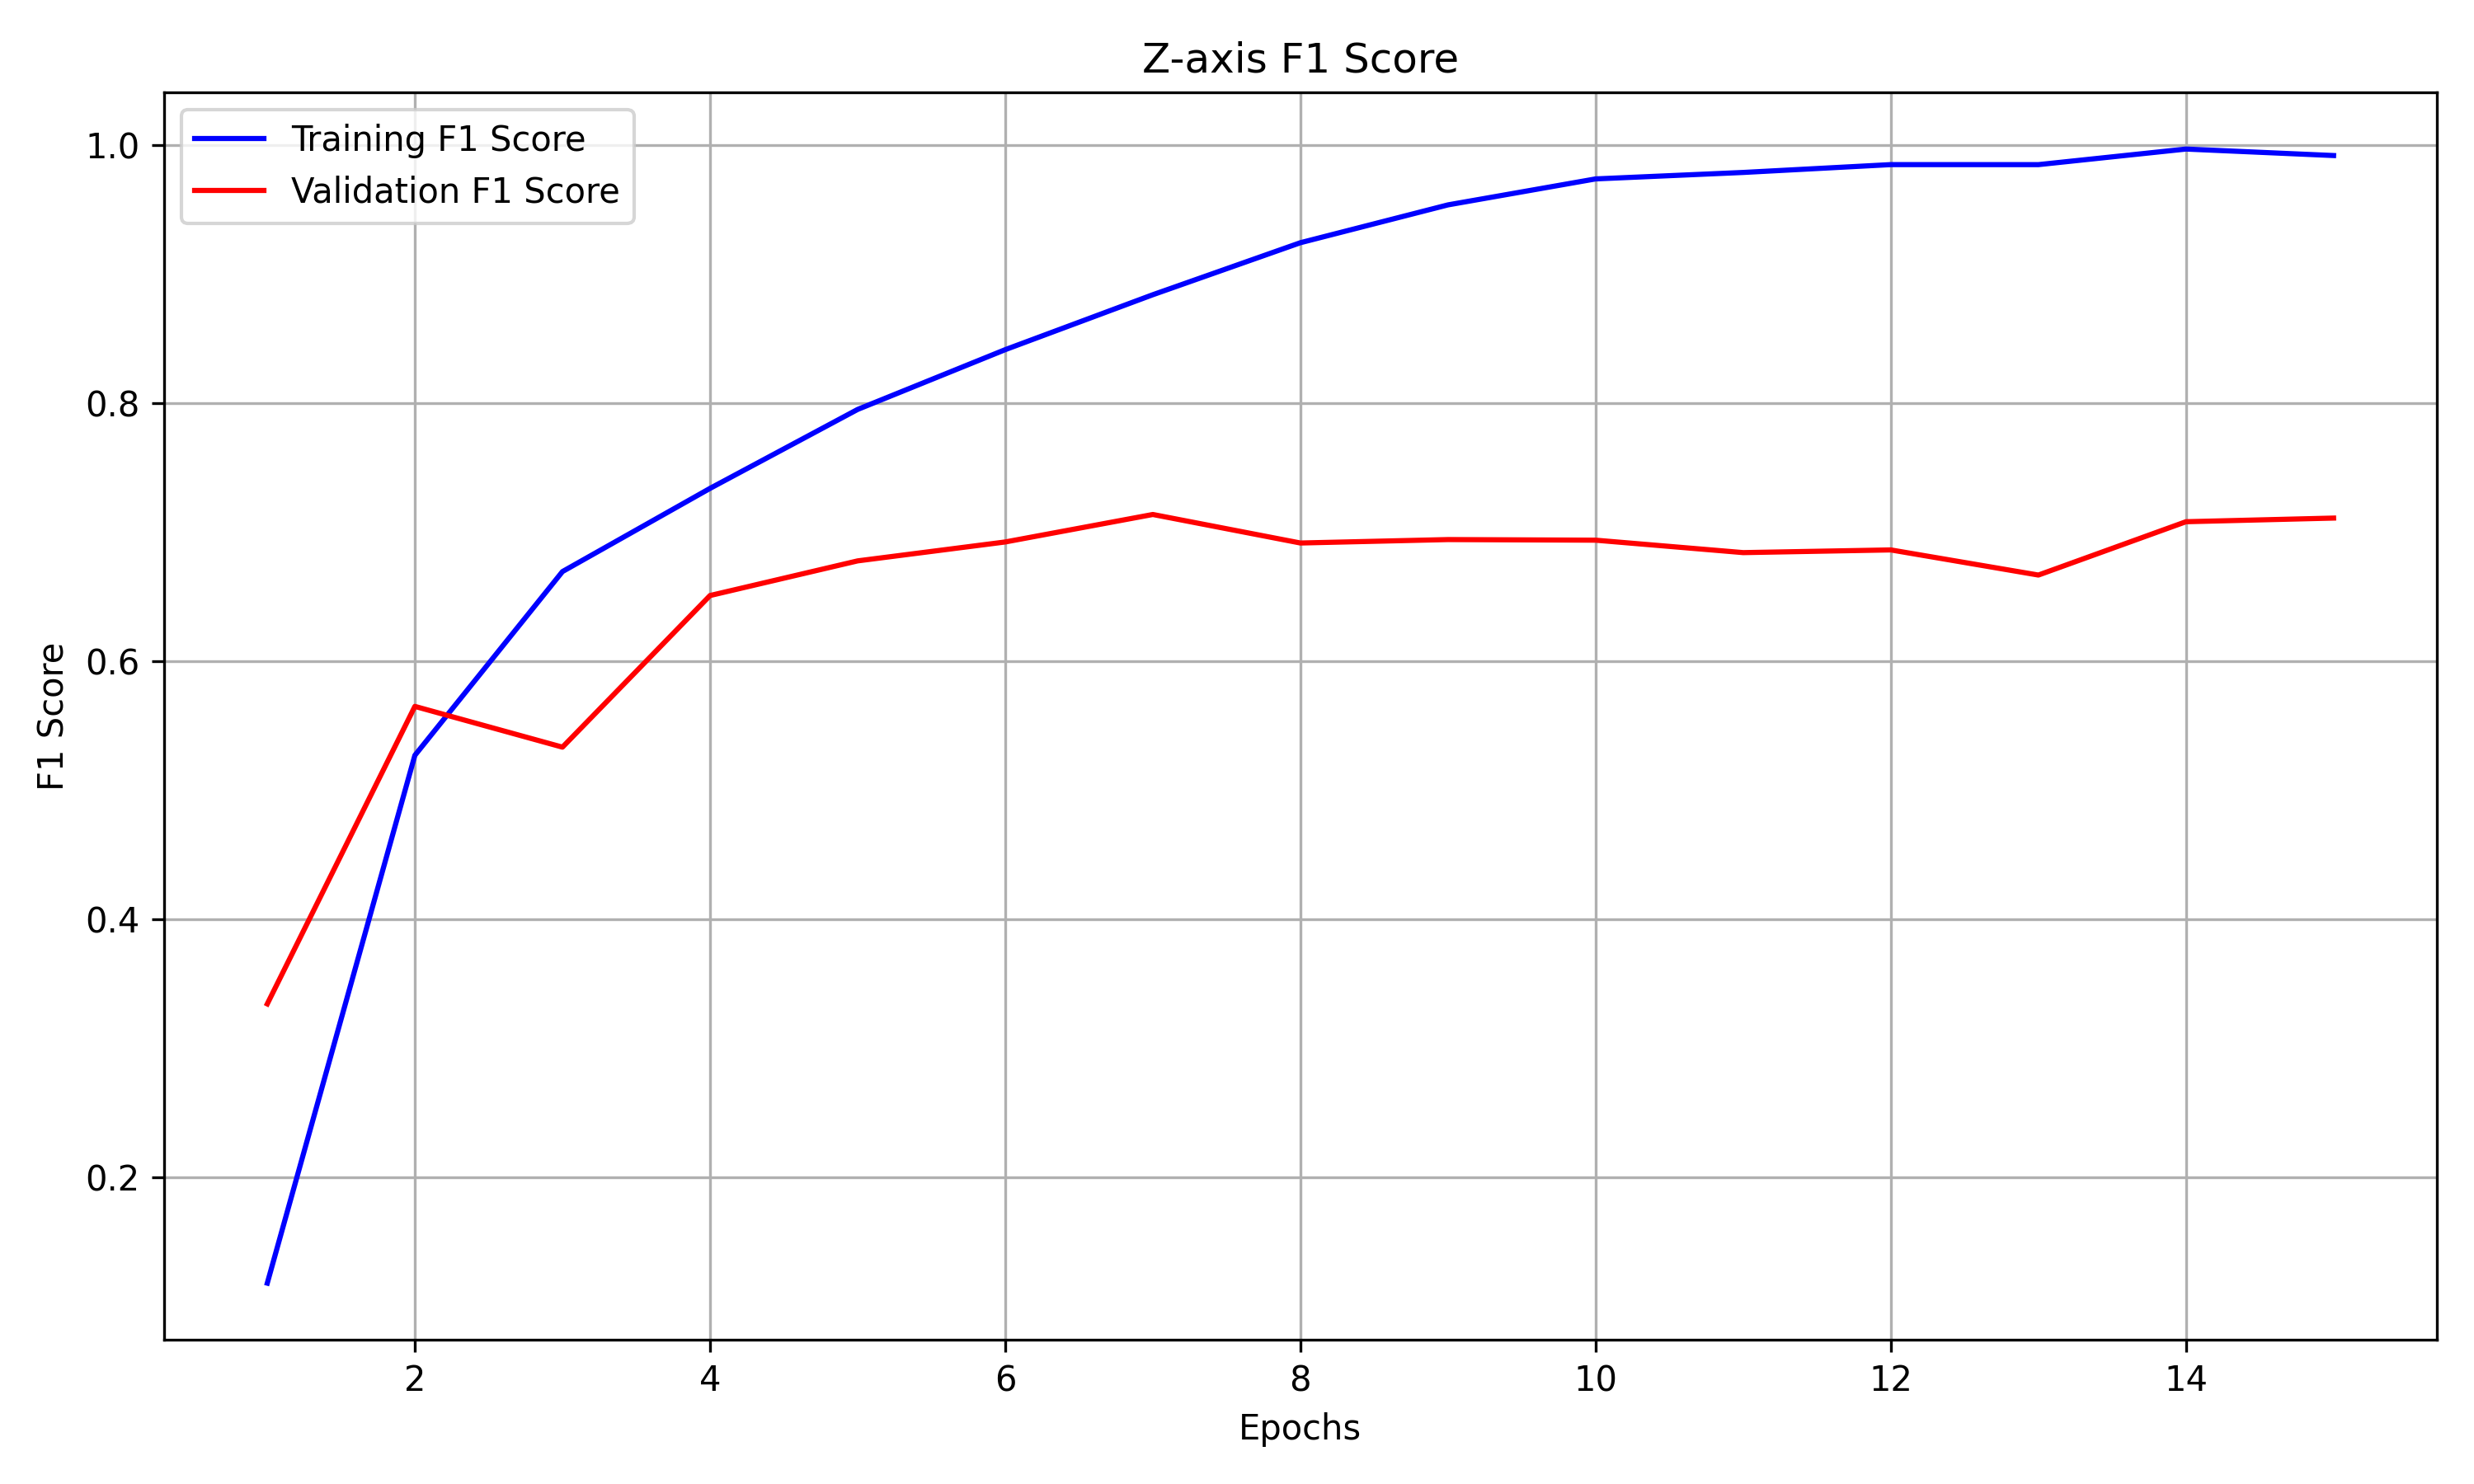 Z-axis F1 Score
Training F1 Score
Validation F1 Score
1.0
0.8
0.6
0.4
0.2
F1 Score
2 4 6 8 10 12 14
Epochs